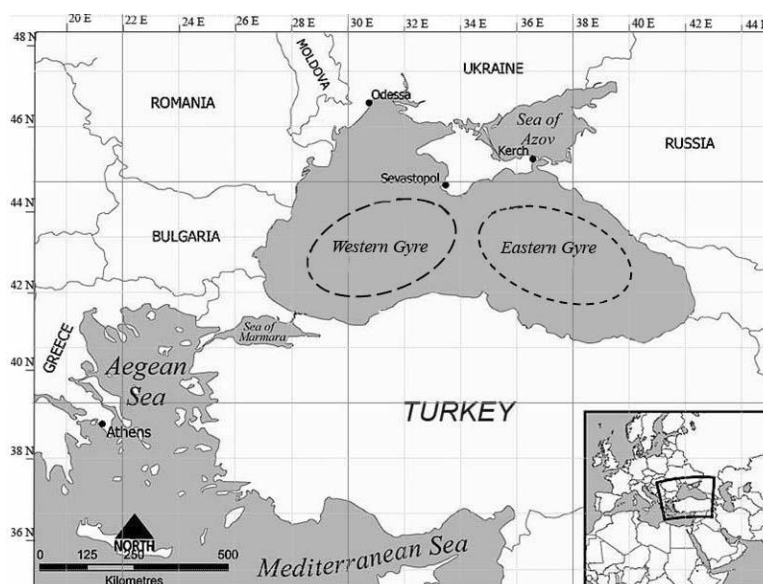 20 E
22 E
24 E
26 E
28 E
30 E
32 E
34 E
36 E
38 E
40 E
42 E
44 E
48 N
46 N
44 N
42 N
40 N
38 N
36 N
MOLDOVA
UKRAINE
ROMANIA
Odessa
Sea of
Azov
Kerch
RUSSIA
Sevastopol
BULGARIA
Western Gyre
Eastern Gyre
Sea of
Marmara
GREECE
Aegean
Sea
TURKEY
Athens
NORTH
Mediterranean Sea
0 125 250 500
Kilometres